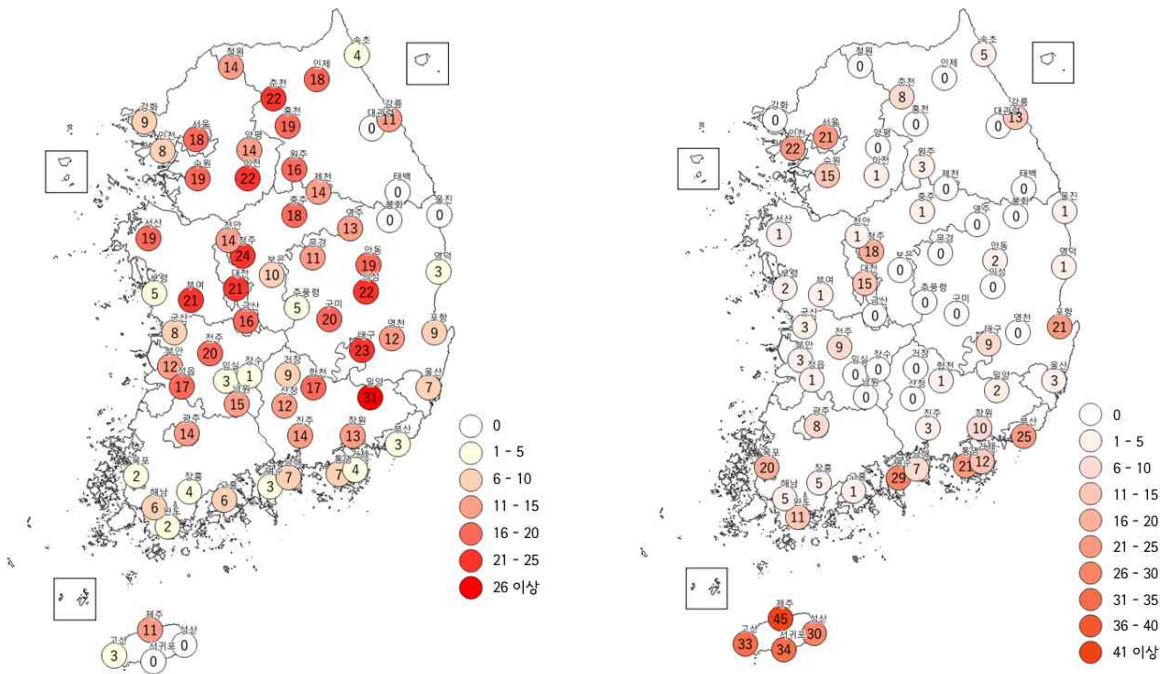 속초
4
철원
14
인제
18
춘천
22
강화
9
강릉
11
대관령
0
홍천
19
서울
18
인천
8
양평
14
수원
19
이천
22
원주
16
제천
14
태백
0
봉화
0
울진
0
충주
18
영주
13
서산
19
천안
14
청주
24
보은
10
문경
11
안동
19
영덕
3
의성
22
보령
5
부여
21
대전
21
금산
16
추풍령
5
구미
20
군산
8
전주
20
대구
23
영천
12
포항
9
부안
12
정읍
17
임실
3
장수
1
거창
9
합천
17
밀양
31
울산
7
남원
15
산청
12
광주
14
진주
14
창원
13
부산
3
목포
2
장흥
4
고흥
6
3
7
통영
7
거제
4
해남
6
완도
2
제주
11
고산
3
성산
0
서귀포
0
0
1 - 5
6 - 10
11 - 15
16 - 20
21 - 25
26 이상
속초
5
철원
0
인제
0
춘천
8
강화
0
강릉
13
대관령
0
홍천
0
서울
21
인천
22
양평
0
수원
15
이천
1
원주
3
제천
0
태백
0
봉화
0
울진
1
충주
1
영주
0
서산
1
천안
1
청주
18
보은
0
문경
0
안동
2
영덕
1
의성
0
보령
2
부여
1
대전
15
금산
0
추풍령
0
구미
0
군산
3
전주
9
대구
9
영천
0
포항
21
부안
3
정읍
1
임실
0
장수
0
거창
0
합천
1
밀양
2
울산
3
남원
0
산청
0
광주
8
진주
3
창원
10
부산
25
목포
20
장흥
5
고흥
1
29
7
통영
21
거제
12
해남
5
완도
11
제주
45
고산
33
성산
30
서귀포
34
0
1 - 5
6 - 10
11 - 15
16 - 20
21 - 25
26 - 30
31 - 35
36 - 40
41 이상